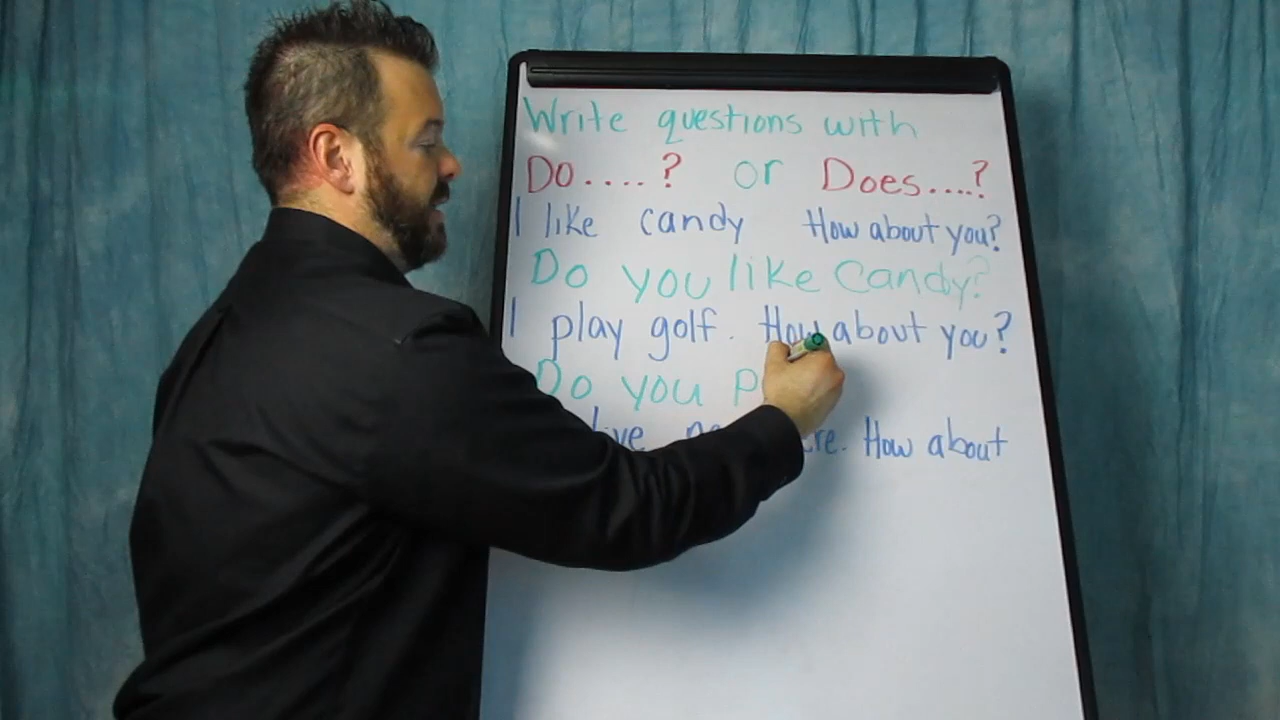 Write questions with
Do....? or Does....?
I like candy How about you?
Do you like Candy?
I play golf. How about you?
Do you p
How about